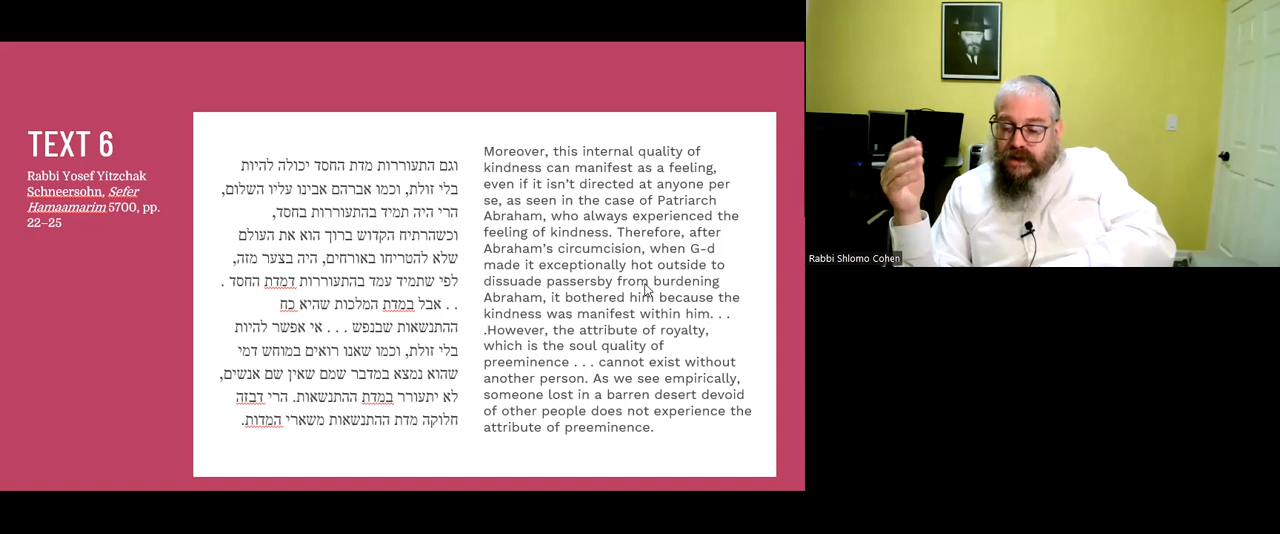 TEXT 6
Rabbi Yosef Yitzchak
Schneersohn, Sefer
Hamaamarim 5700, pp.
22–25
וגם התעוררות מדת החסד יכולה להיות
בלי זולת, וכמו אברהם אבינו עליו השלום,
הרי היה תמיד בהתעוררות בחסד,
וכשהרתיח הקדוש ברוך הוא את העולם
שלא להטריחו באורחים, היה בצער מזה,
לפי שתמיד עמד בהתעוררות דמדת החסד .
. . אבל במדת המלכות שהיא כח
ההתנשאות שבנפש . . . אי אפשר להיות
בלי זולת, וכמו שאנו רואים במוחש דמי
שהוא נמצא במדבר שמם שאין שם אנשים,
לא יתעורר במדת ההתנשאות. הרי דבזה
חלוקה מדת ההתנשאות משארי המדות.
Moreover, this internal quality of
kindness can manifest as a feeling,
even if it isn’t directed at anyone per
se, as seen in the case of Patriarch
Abraham, who always experienced the
feeling of kindness. Therefore, after
Abraham’s circumcision, when G-d
made it exceptionally hot outside to
dissuade passersby from burdening
Abraham, it bothered him because the
kindness was manifest within him. . .
.However, the attribute of royalty,
which is the soul quality of
preeminence . . . cannot exist without
another person. As we see empirically,
someone lost in a barren desert devoid
of other people does not experience the
attribute of preeminence.
Rabbi Shlomo Cohen